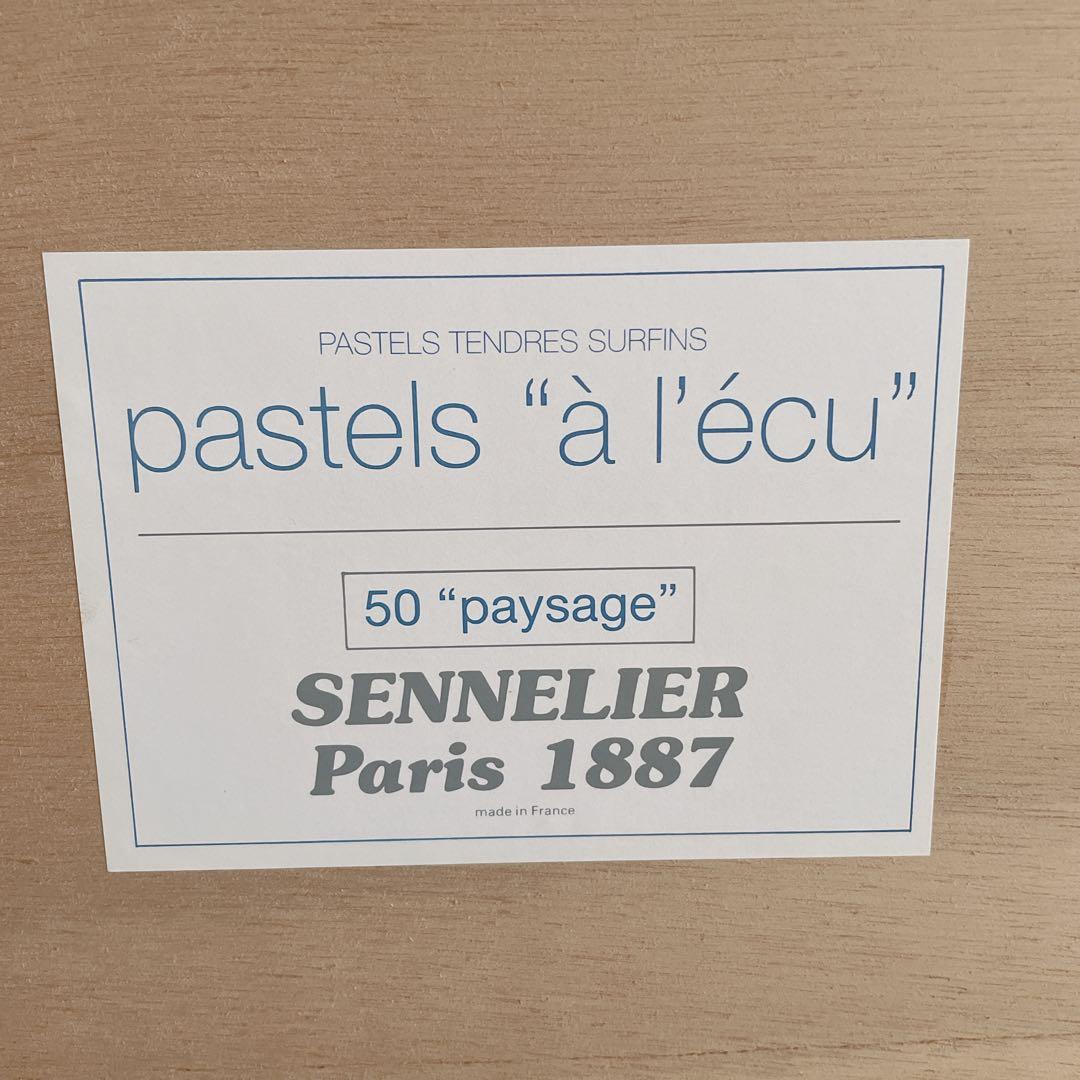 PASTELS TENDRES SURFINS
pastels “à l’écu”
50 “paysage”
SENNELIER
Paris 1887
made in France